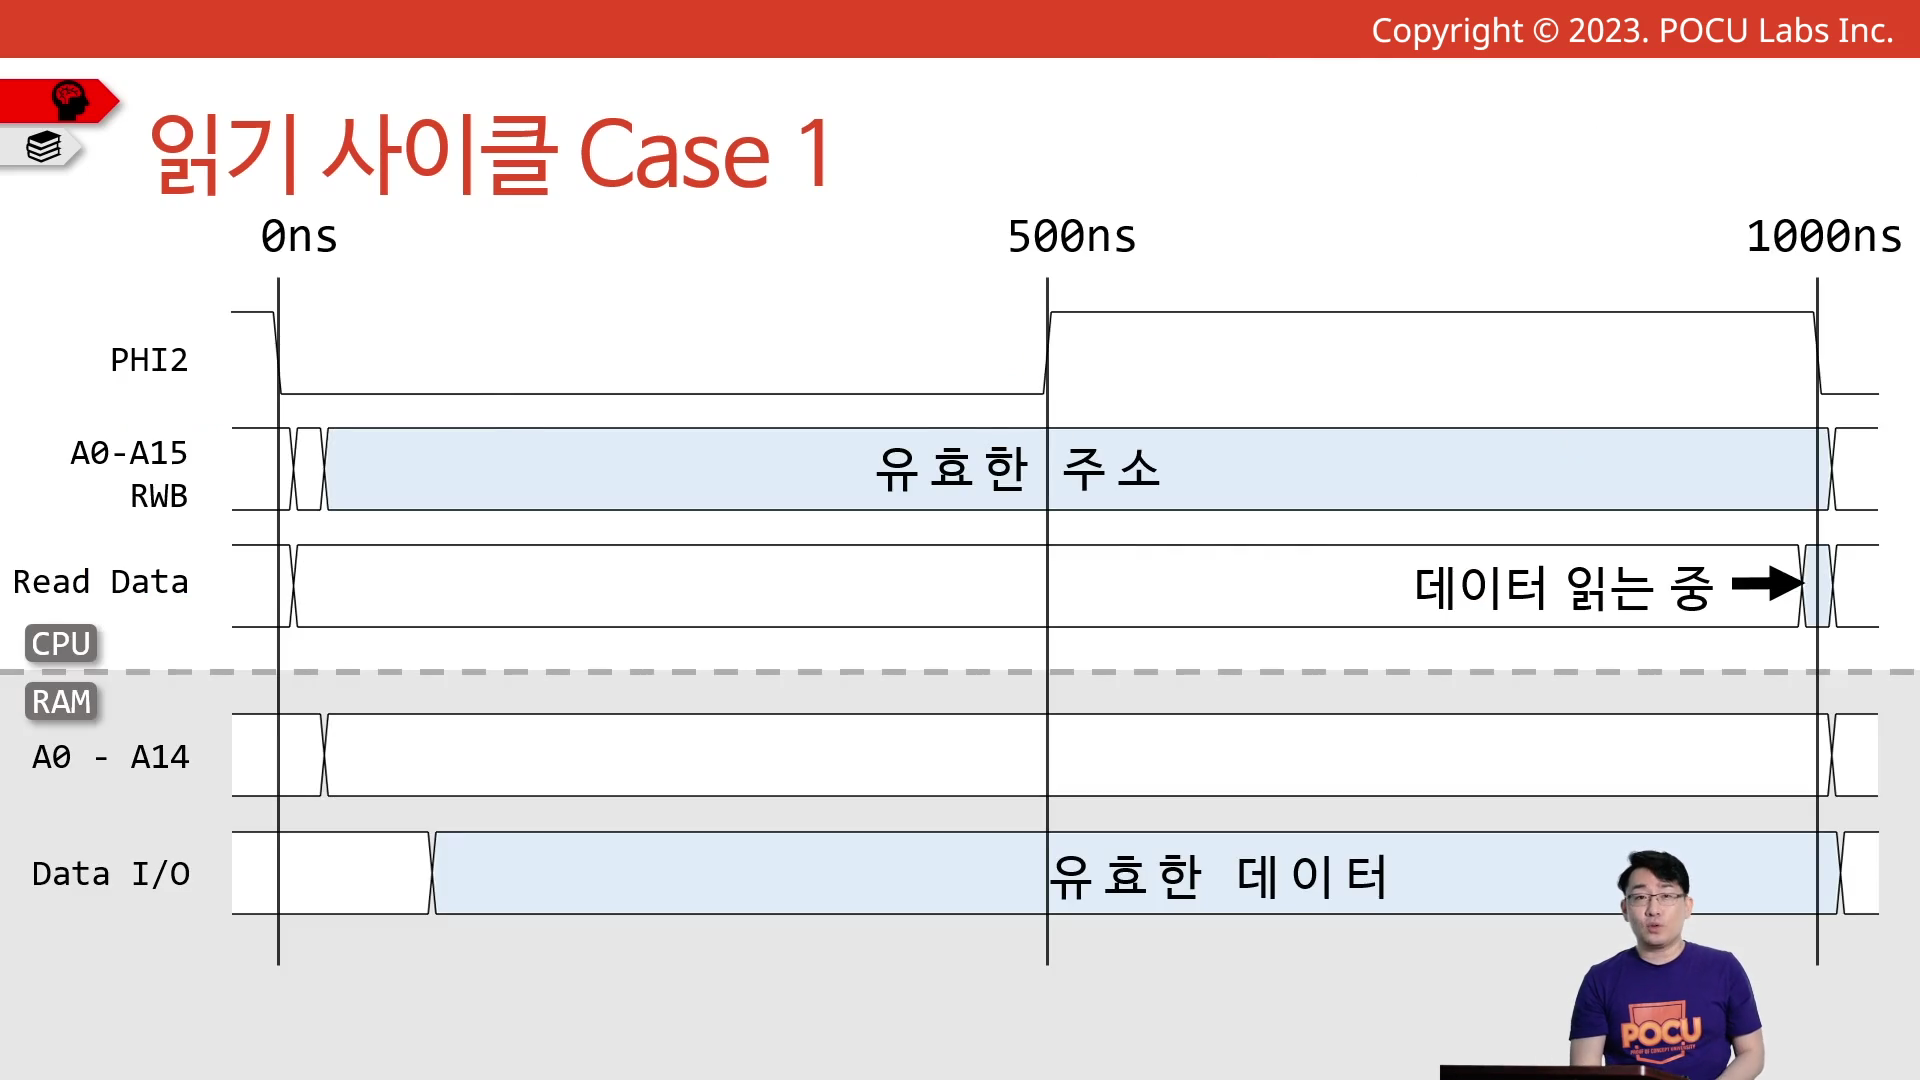 Copyright © 2023. POCU Labs Inc.
읽기 사이클 Case 1
0ns 500ns 1000ns
PHI2
A0-A15
RWB
유효한 주소
Read Data
데이터 읽는 중
CPU
RAM
A0 - A14
Data I/O
유효한 데이터
POCU